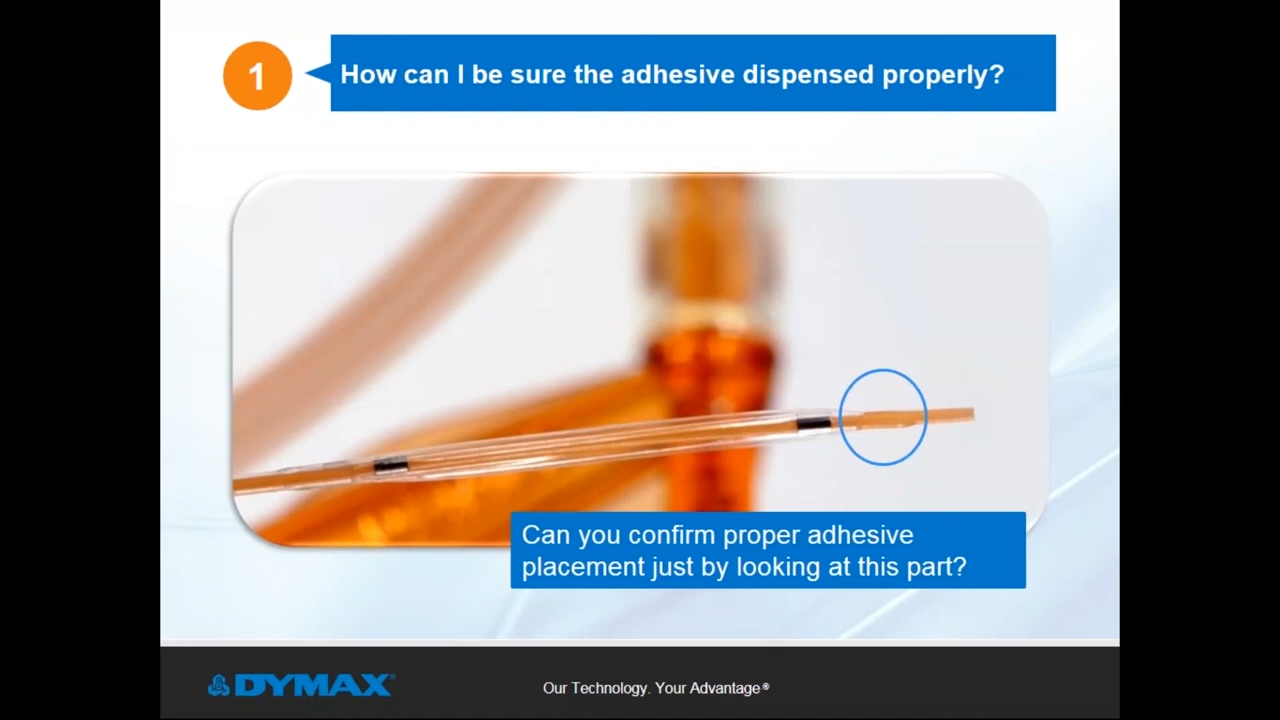 1
How can I be sure the adhesive dispensed properly?
Can you confirm proper adhesive
placement just by looking at this part?
DYMAX®
Our Technology. Your Advantage®